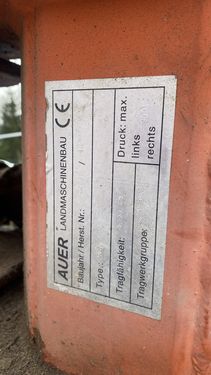 AUER LANDMASCHINENBAU CE
Baujahr / Herst. Nr.: /
Type:
Tragfähigkeit:
Tragwerkgruppe:
Druck: max.
links
rechts